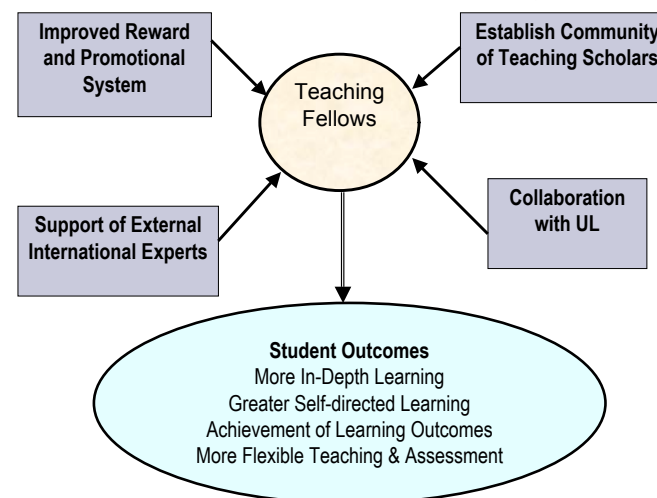 Improved Reward
and Promotional
System
Establish Community
of Teaching Scholars
Teaching
Fellows
Support of External
International Experts
Collaboration
with UL
Student Outcomes
More In-Depth Learning
Greater Self-directed Learning
Achievement of Learning Outcomes
More Flexible Teaching & Assessment